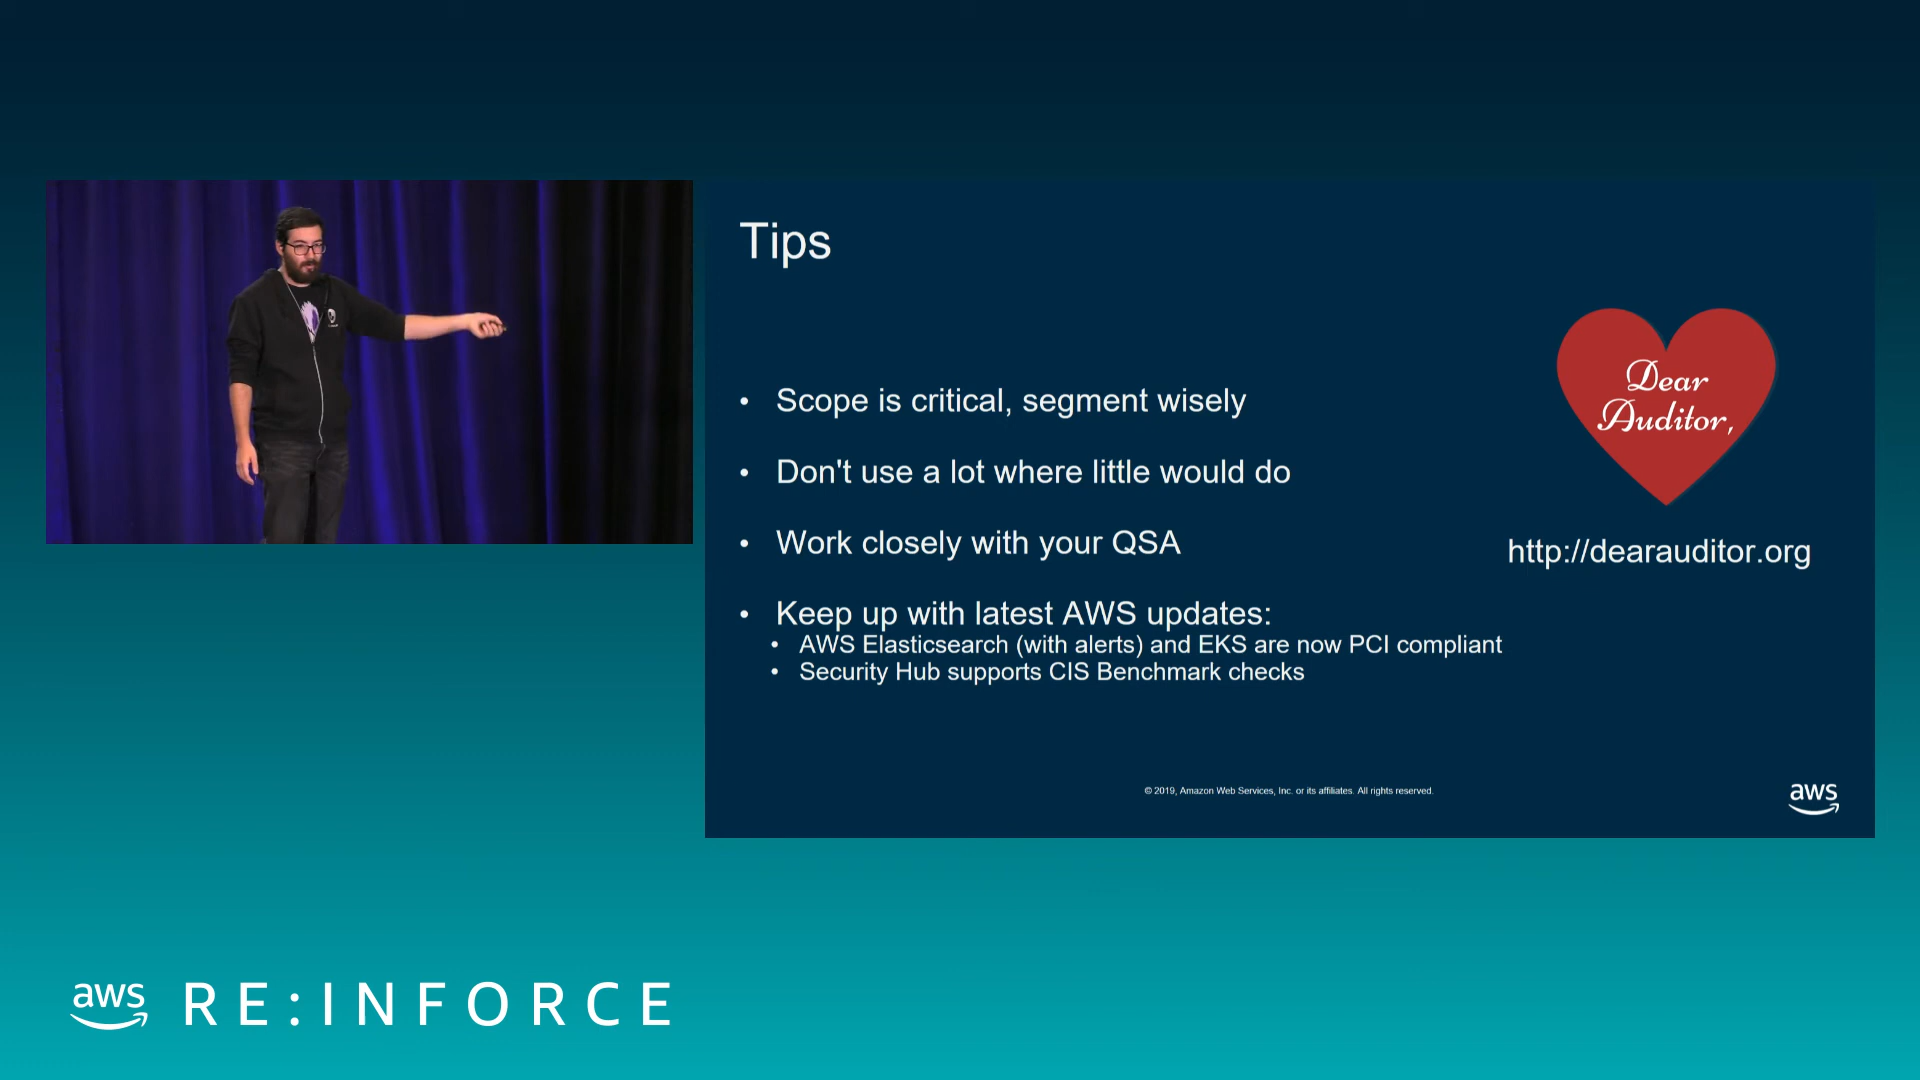 Tips
• Scope is critical, segment wisely
• Don't use a lot where little would do
• Work closely with your QSA
• Keep up with latest AWS updates:
• AWS Elasticsearch (with alerts) and EKS are now PCI compliant
• Security Hub supports CIS Benchmark checks
Dear
Auditor,
http://dearauditor.org
© 2019, Amazon Web Services, Inc. or its affiliates. All rights reserved.
aws
aws RE:INFORCE